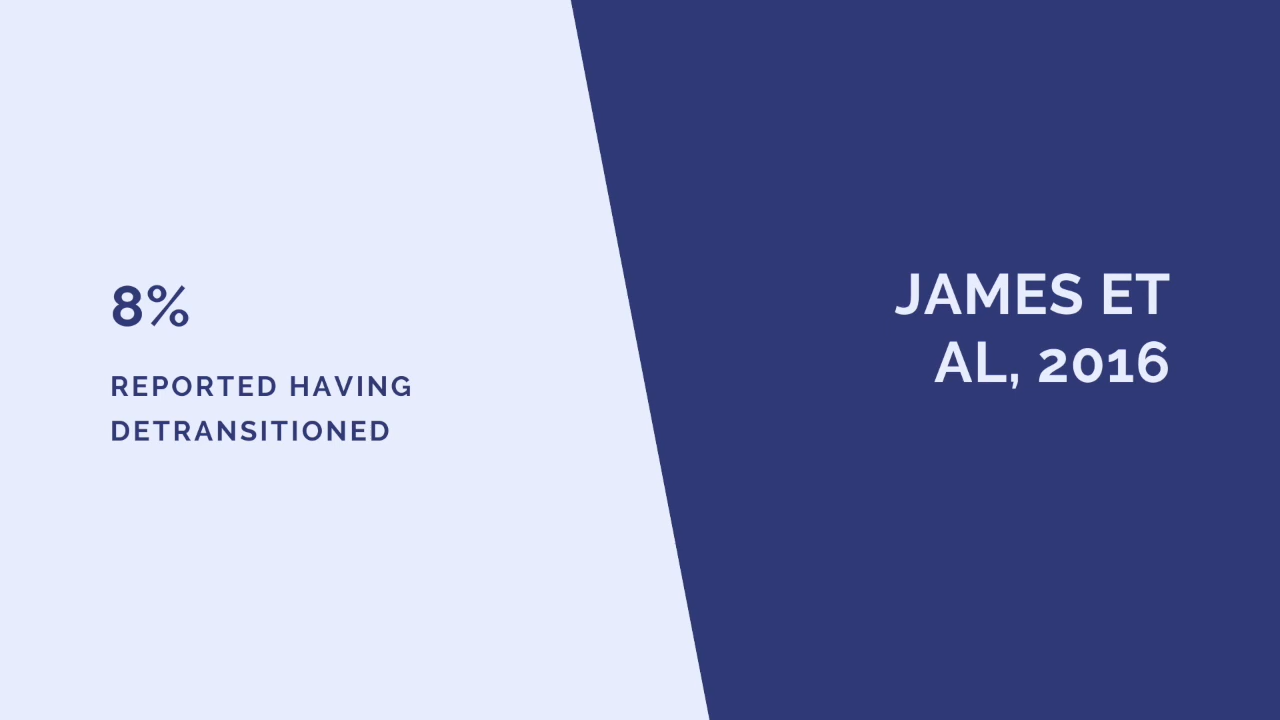 8%
REPORTED HAVING
DETRANSITIONED
JAMES ET
AL, 2016